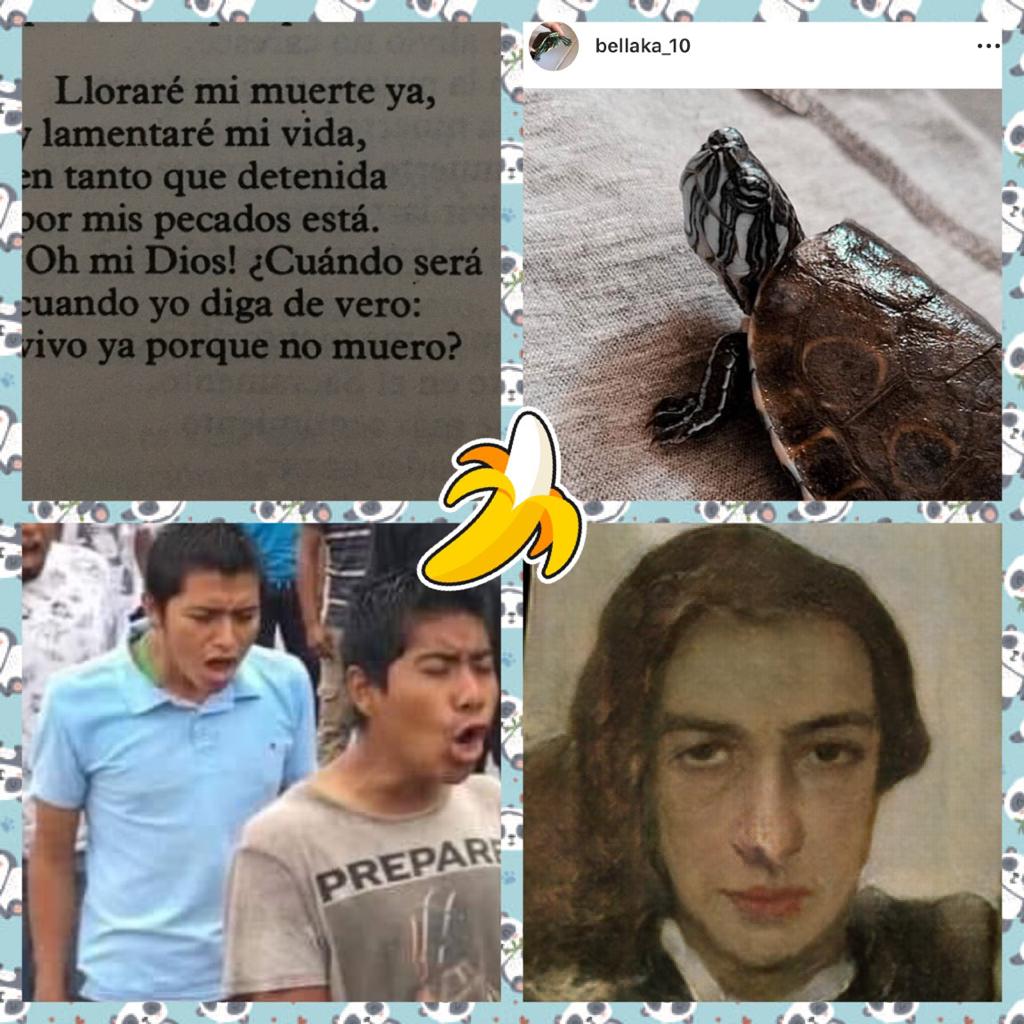 Lloraré mi muerte ya,
y lamentaré mi vida,
en tanto que detenida
por mis pecados está.
Oh mi Dios! ¿Cuándo será
cuando yo diga de vero:
vivo ya porque no muero?
bellaka_10
PREPARE